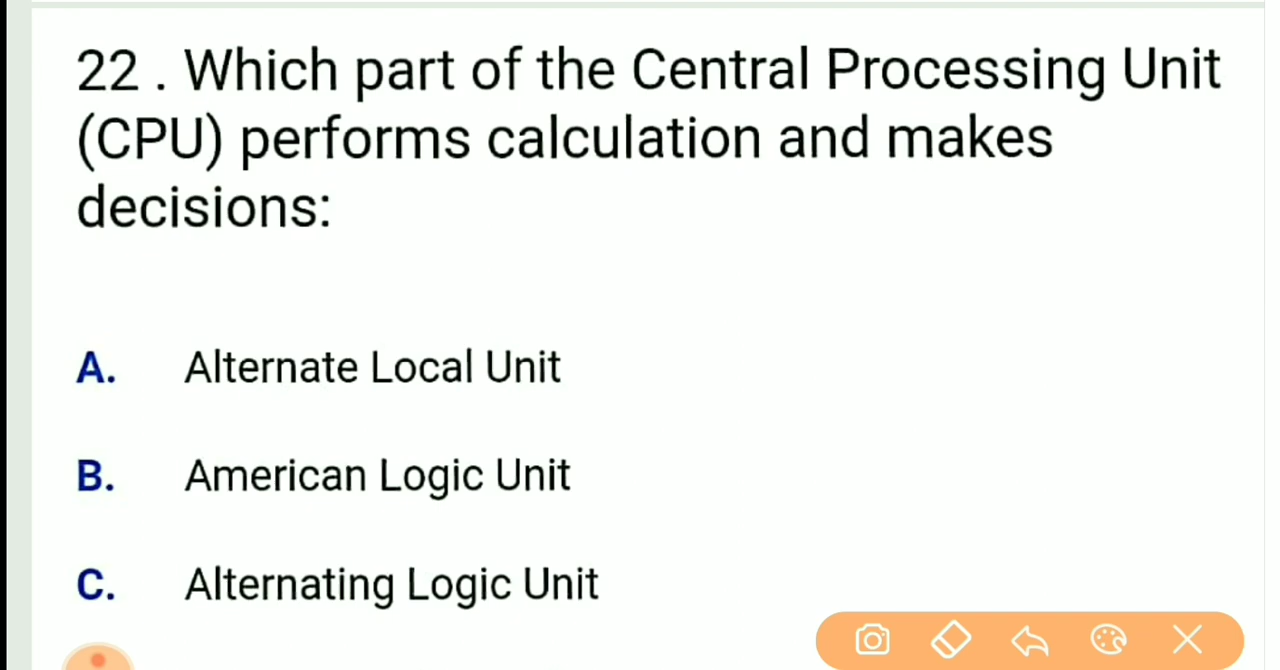 22 . Which part of the Central Processing Unit
(CPU) performs calculation and makes
decisions:
A. Alternate Local Unit
B. American Logic Unit
C. Alternating Logic Unit